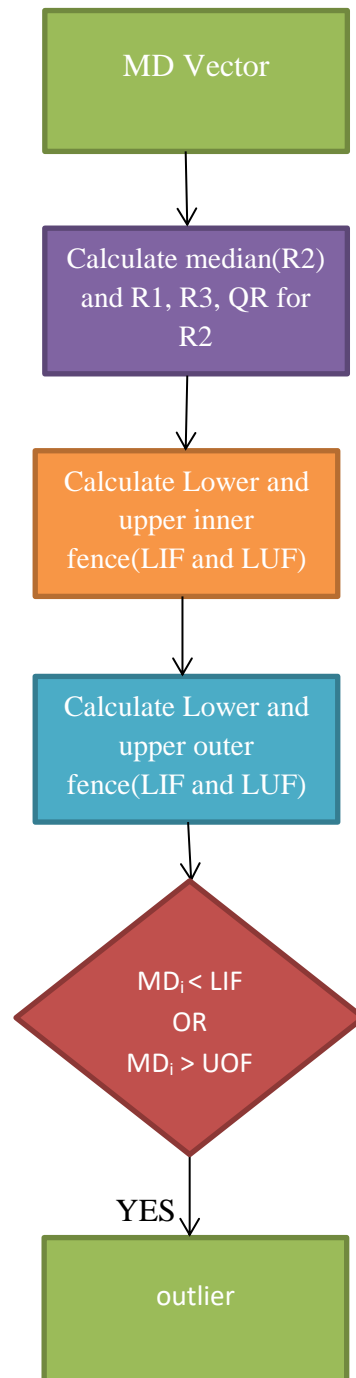 MD Vector
Calculate median(R2)
and R1, R3, QR for
R2
Calculate Lower and
upper inner
fence(LIF and LUF)
Calculate Lower and
upper outer
fence(LIF and LUF)
MDᵢ < LIF
OR
MDᵢ > UOF
YES
outlier